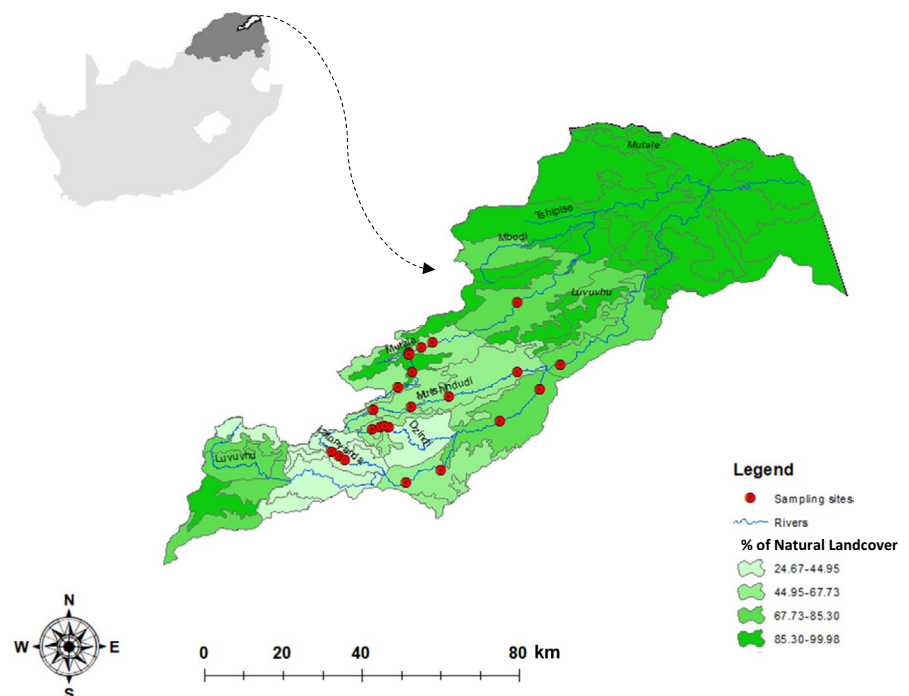 Mutale
Tshipise
Mbodi
Luvuvhu
Mutale
Dzindi
Luvuvhu
Legend
Sampling sites
Rivers
% of Natural Landcover
24.67-44.95
44.95-67.73
67.73-85.30
85.30-99.98
N
W E
S
0 20 40 80 km